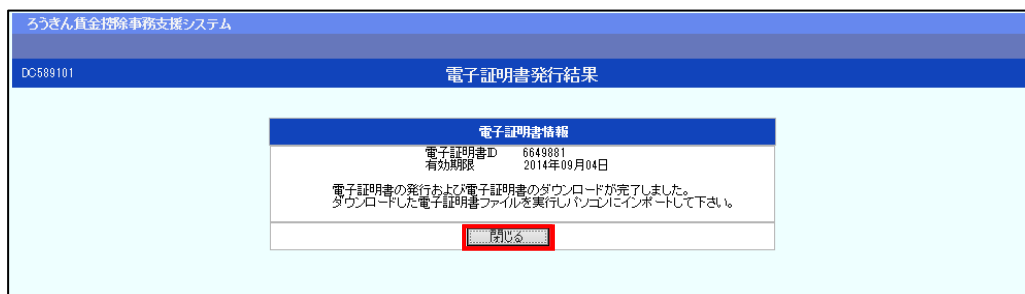 ろうきん賃金控除事務支援システム
DC589101
電子証明書発行結果
電子証明書情報
電子証明書ID 6649881
有効期限 2014年09月04日
電子証明書の発行および電子証明書のダウンロードが完了しました。
ダウンロードした電子証明書ファイルを実行しパソコンにインポートして下さい。
閉じる